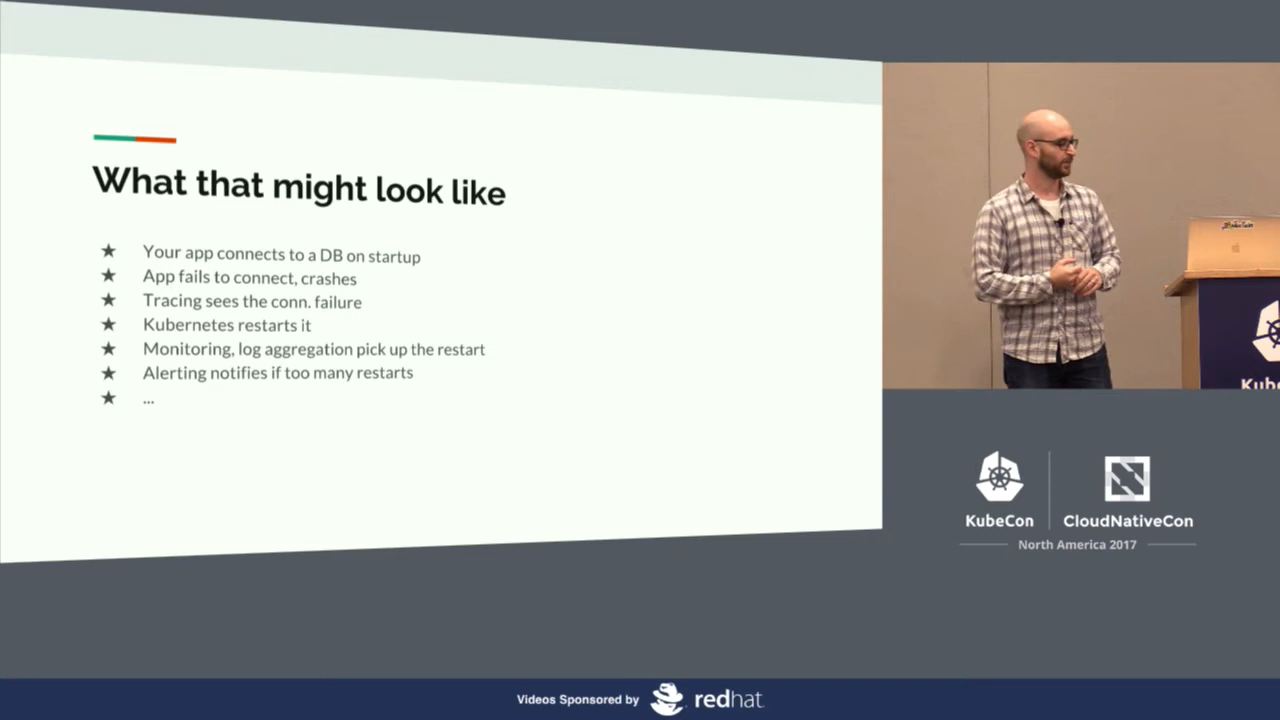 What that might look like
★ Your app connects to a DB on startup
★ App fails to connect, crashes
★ Tracing sees the conn. failure
★ Kubernetes restarts it
★ Monitoring, log aggregation pick up the restart
★ Alerting notifies if too many restarts
★ ...
Kube
KubeCon
CloudNativeCon
North America 2017
Videos Sponsored by
redhat